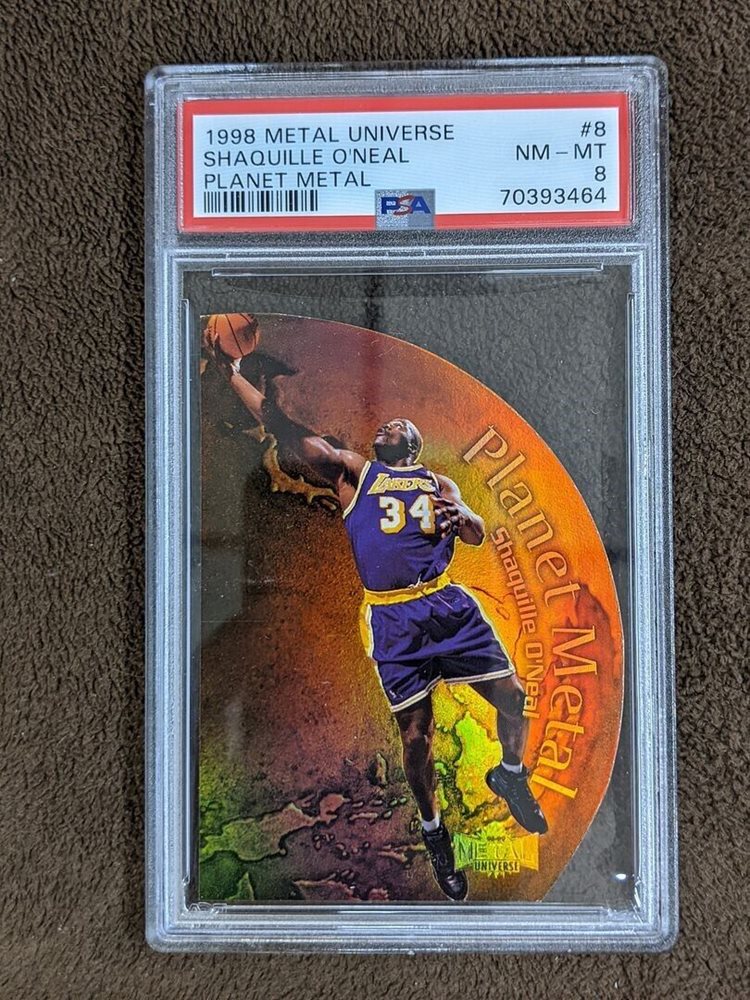 1998 METAL UNIVERSE #8
SHAQUILLE O'NEAL NM - MT
PLANET METAL 8
PSA 70393464
LAKERS
34
Planet Metal
Shaquille O'Neal
METAL
UNIVERSE